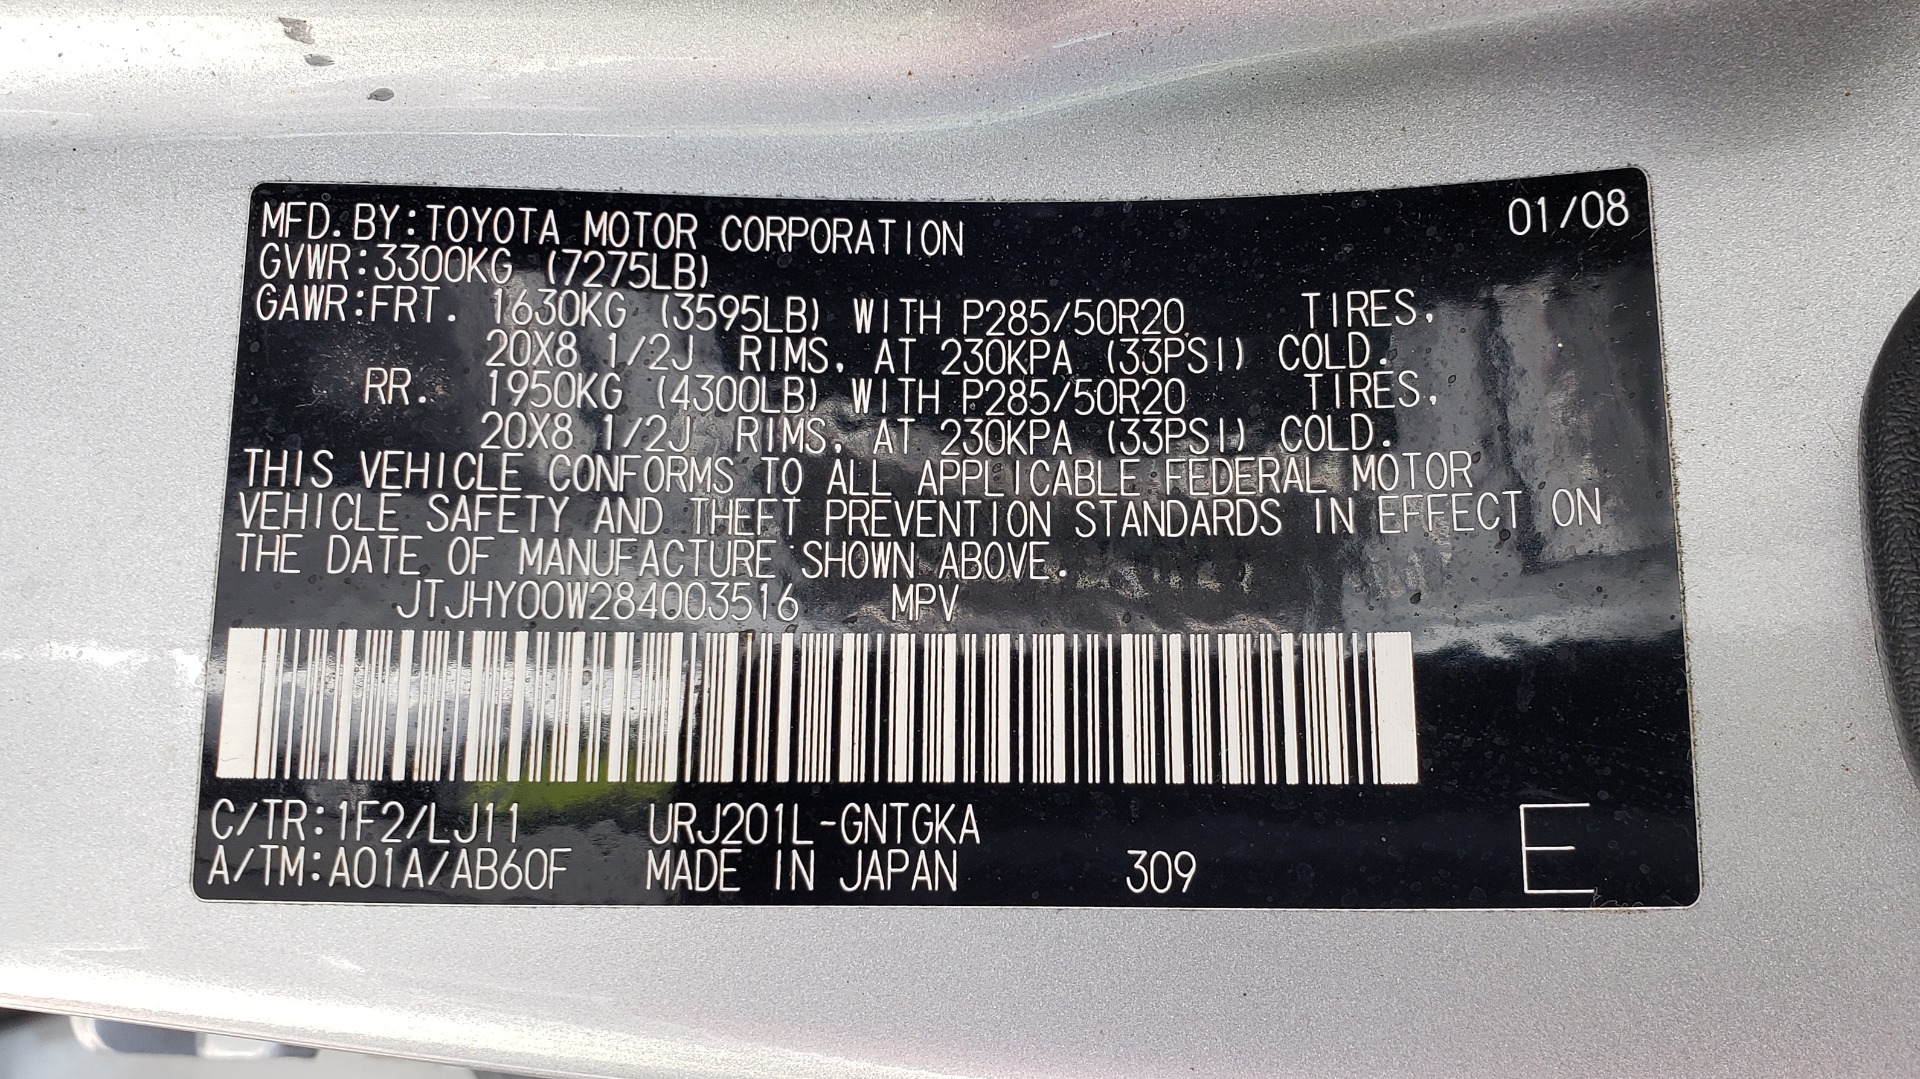 MFD.BY:TOYOTA MOTOR CORPORATION 01/08
GVWR:3300KG (7275LB)
GAWR:FRT. 1630KG (3595LB) WITH P285/50R20 TIRES,
20X8 1/2J RIMS, AT 230KPA (33PSI) COLD.
RR. 1950KG (4300LB) WITH P285/50R20 TIRES,
20X8 1/2J RIMS, AT 230KPA (33PSI) COLD.
THIS VEHICLE CONFORMS TO ALL APPLICABLE FEDERAL MOTOR
VEHICLE SAFETY AND THEFT PREVENTION STANDARDS IN EFFECT ON
THE DATE OF MANUFACTURE SHOWN ABOVE.
JTJHY00W284003516 MPV
C/TR:1F2/LJ11 URJ201L-GNTGKA
A/TM:A01A/AB60F MADE IN JAPAN 309 E